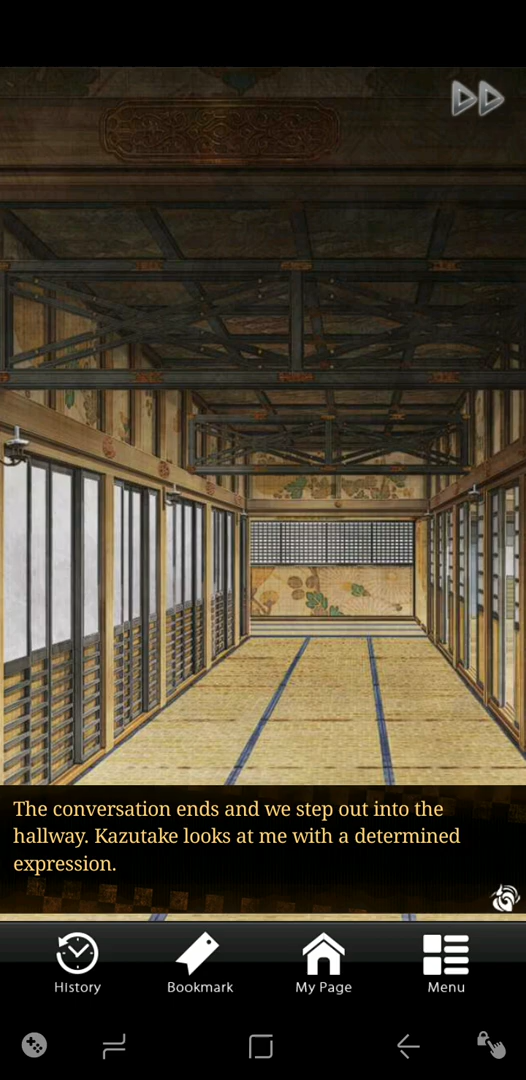 The conversation ends and we step out into the
hallway. Kazutake looks at me with a determined
expression.
History
Bookmark
My Page
Menu